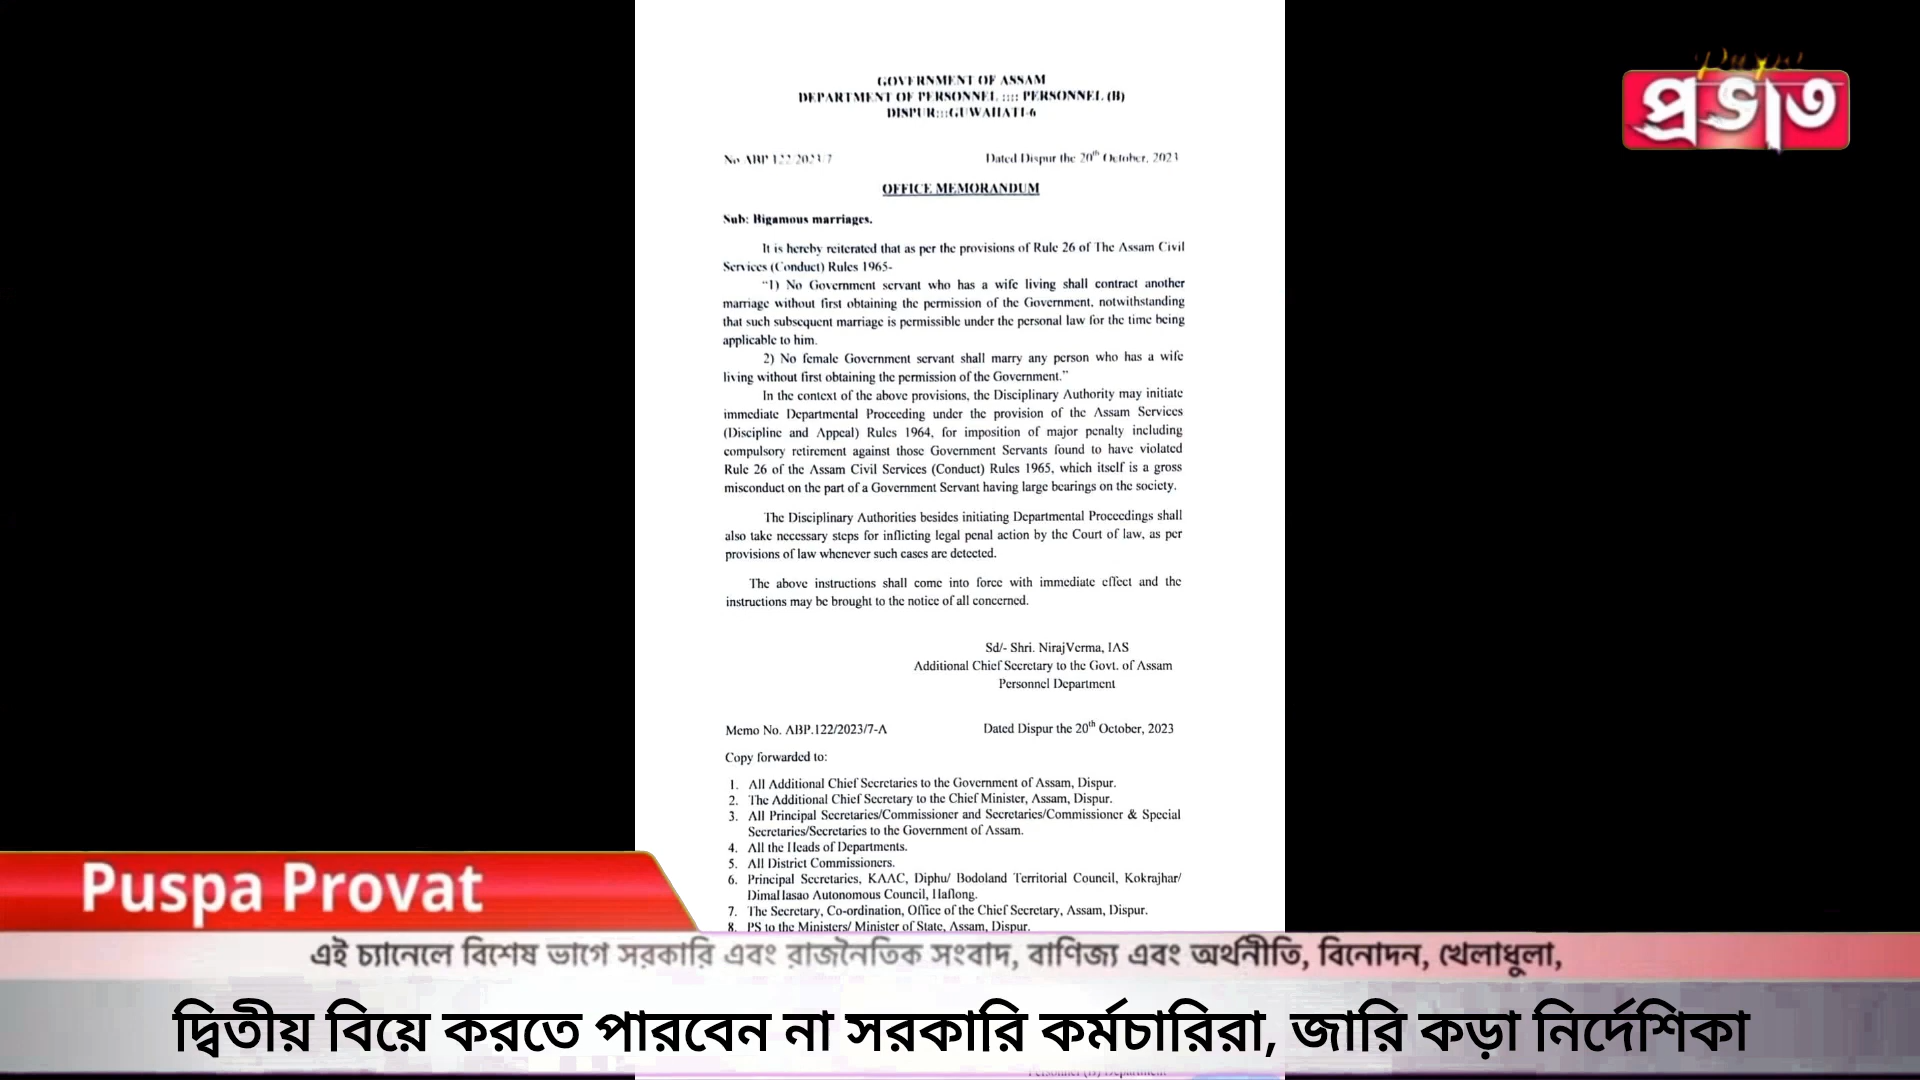 GOVERNMENT OF ASSAM
DEPARTMENT OF PERSONNEL :::: PERSONNEL (B)
DISPUR:::GUWAHATI-6
No ABP 122/2023/7
Dated Dispur the 20th October, 2023
OFFICE MEMORANDUM
Sub: Bigamous marriages.
It is hereby reiterated that as per the provisions of Rule 26 of The Assam Civil
Services (Conduct) Rules 1965-
“1) No Government servant who has a wife living shall contract another
marriage without first obtaining the permission of the Government, notwithstanding
that such subsequent marriage is permissible under the personal law for the time being
applicable to him.
2) No female Government servant shall marry any person who has a wife
living without first obtaining the permission of the Government.”
In the context of the above provisions, the Disciplinary Authority may initiate
immediate Departmental Proceeding under the provision of the Assam Services
(Discipline and Appeal) Rules 1964, for imposition of major penalty including
compulsory retirement against those Government Servants found to have violated
Rule 26 of the Assam Civil Services (Conduct) Rules 1965, which itself is a gross
misconduct on the part of a Government Servant having large bearings on the society.
The Disciplinary Authorities besides initiating Departmental Proceedings shall
also take necessary steps for inflicting legal penal action by the Court of law, as per
provisions of law whenever such cases are detected.
The above instructions shall come into force with immediate effect and the
instructions may be brought to the notice of all concerned.
Sd/- Shri. NirajVerma, IAS
Additional Chief Secretary to the Govt. of Assam
Personnel Department
Memo No. ABP.122/2023/7-A
Dated Dispur the 20th October, 2023
Copy forwarded to:
1. All Additional Chief Secretaries to the Government of Assam, Dispur.
2. The Additional Chief Secretary to the Chief Minister, Assam, Dispur.
3. All Principal Secretaries/Commissioner and Secretaries/Commissioner & Special
Secretaries/Secretaries to the Government of Assam.
4. All the Heads of Departments.
5. All District Commissioners.
6. Principal Secretaries, KAAC, Diphu/ Bodoland Territorial Council, Kokrajhar/
DimaHasao Autonomous Council, Haflong.
7. The Secretary, Co-ordination, Office of the Chief Secretary, Assam, Dispur.
8. PS to the Ministers/ Minister of State, Assam, Dispur.
Personnel (B) Department
প্রভাত
Puspa Provat
এই চ্যানেলে বিশেষ ভাগে সরকারি এবং রাজনৈতিক সংবাদ, বাণিজ্য এবং অর্থনীতি, বিনোদন, খেলাধুলা,
দ্বিতীয় বিয়ে করতে পারবেন না সরকারি কর্মচারিরা, জারি কড়া নির্দেশিকা